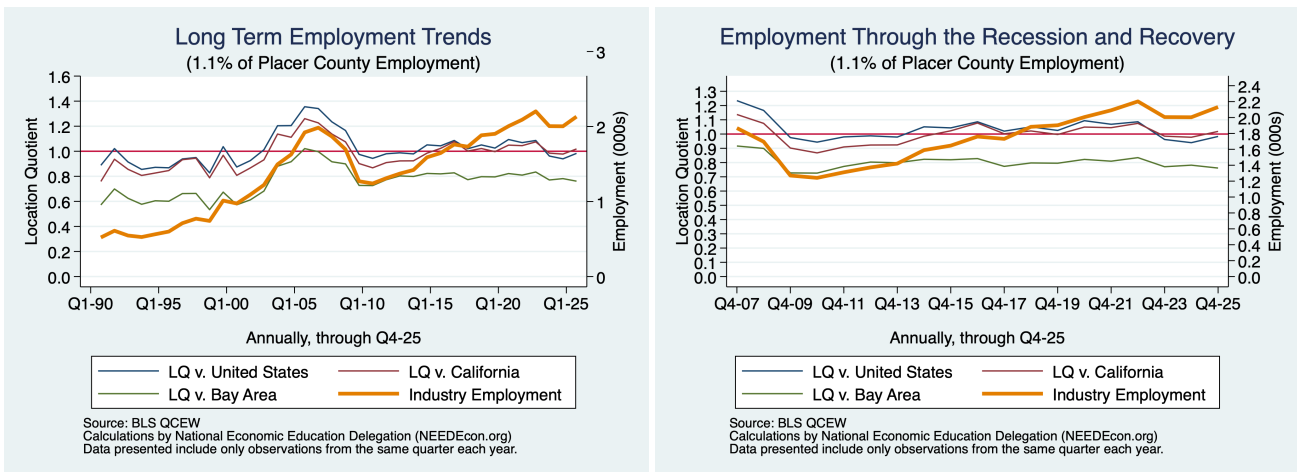 Long Term Employment Trends
(1.1% of Placer County Employment)
Location Quotient
1.6
1.4
1.2
1.0
0.8
0.6
0.4
0.2
0.0
3
2
1
0
Employment (000s)
Q1-90 Q1-95 Q1-00 Q1-05 Q1-10 Q1-15 Q1-20 Q1-25
Annually, through Q4-25
LQ v. United States LQ v. California
LQ v. Bay Area Industry Employment
Source: BLS QCEW
Calculations by National Economic Education Delegation (NEEDEcon.org)
Data presented include only observations from the same quarter each year.
Employment Through the Recession and Recovery
(1.1% of Placer County Employment)
Location Quotient
1.3
1.2
1.1
1.0
0.9
0.8
0.7
0.6
0.5
0.4
0.3
0.2
0.1
0.0
2.4
2.2
2.0
1.8
1.6
1.4
1.2
1.0
0.8
0.6
0.4
0.2
0.0
Employment (000s)
Q4-07 Q4-09 Q4-11 Q4-13 Q4-15 Q4-17 Q4-19 Q4-21 Q4-23 Q4-25
Annually, through Q4-25
LQ v. United States LQ v. California
LQ v. Bay Area Industry Employment
Source: BLS QCEW
Calculations by National Economic Education Delegation (NEEDEcon.org)
Data presented include only observations from the same quarter each year.